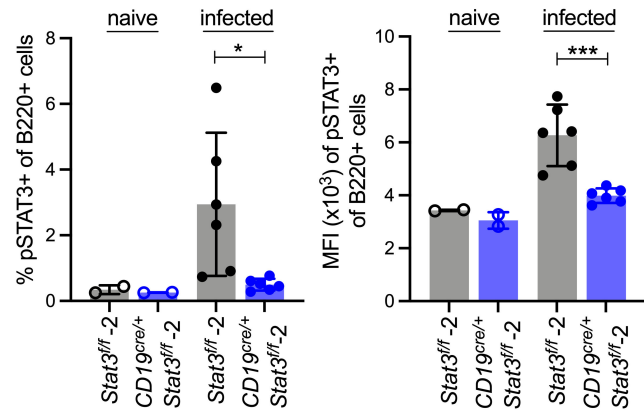 naive infected
*
% pSTAT3+ of B220+ cells
8
6
4
2
0
Stat3f/f-2
CD19cre/+
Stat3f/f-2
Stat3f/f-2
CD19cre/+
Stat3f/f-2
naive infected
***
MFI (x10³) of pSTAT3+
of B220+ cells
10
8
6
4
2
0
Stat3f/f-2
CD19cre/+
Stat3f/f-2
Stat3f/f-2
CD19cre/+
Stat3f/f-2